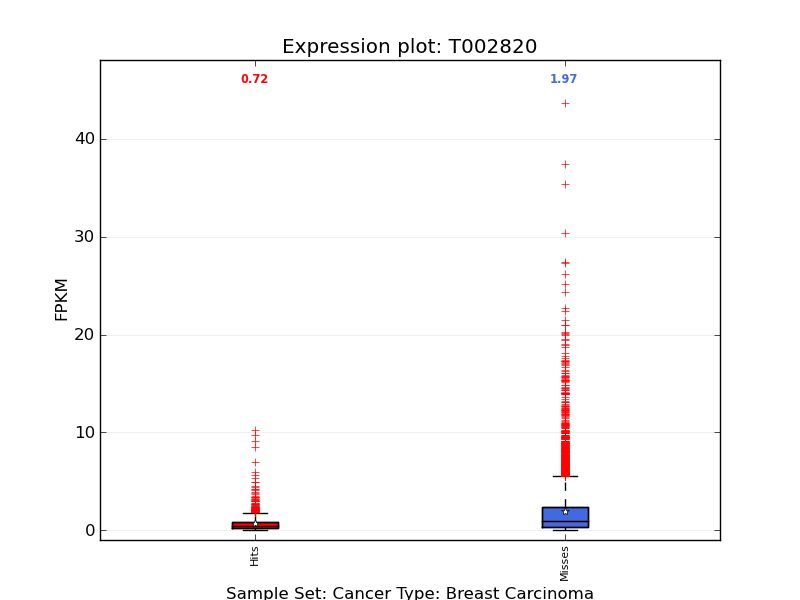 Expression plot: T002820
0.72
1.97
40
30
20
10
0
FPKM
Hits
Misses
Sample Set: Cancer Type: Breast Carcinoma